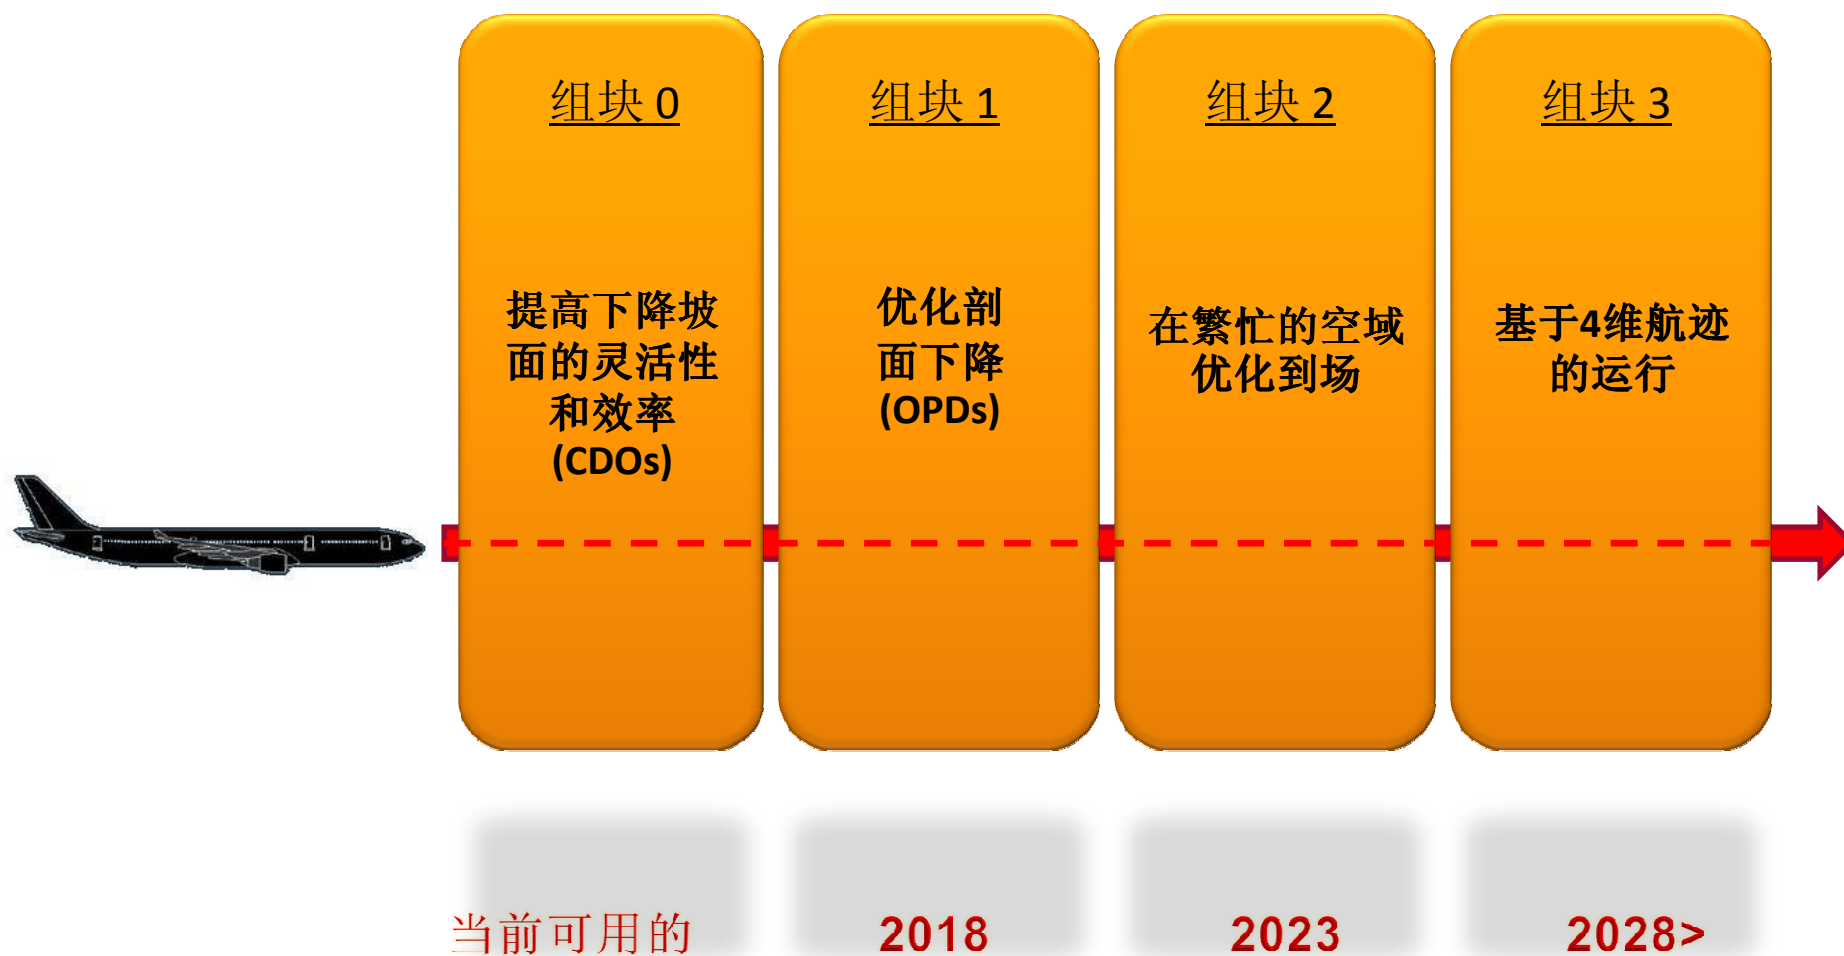 组块 0
提高下降坡
面的灵活性
和效率
(CDOs)
组块 1
优化剖
面下降
(OPDs)
组块 2
在繁忙的空域
优化到场
组块 3
基于4维航迹
的运行
当前可用的
2018
2023
2028>